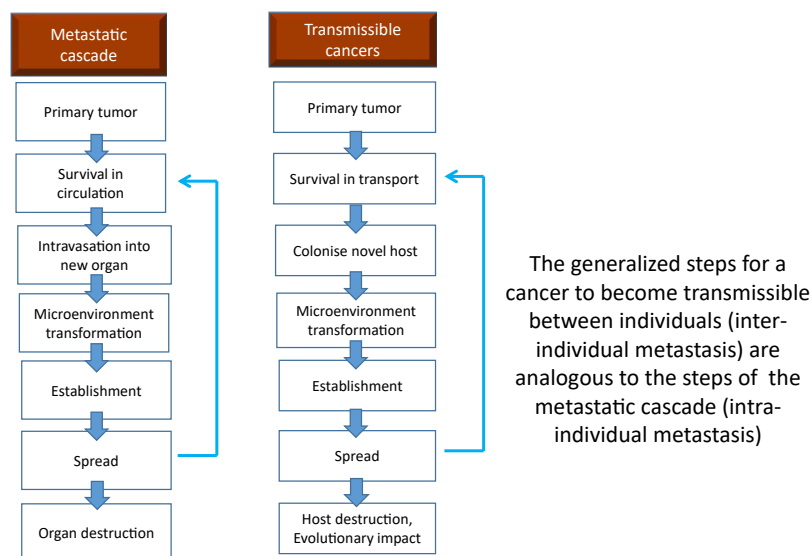 Metastatic
cascade
Primary tumor
Survival in
circulation
Intravasation into
new organ
Microenvironment
transformation
Establishment
Spread
Organ destruction
Transmissible
cancers
Primary tumor
Survival in transport
Colonise novel host
Microenvironment
transformation
Establishment
Spread
Host destruction,
Evolutionary impact
The generalized steps for a
cancer to become transmissible
between individuals (inter-
individual metastasis) are
analogous to the steps of the
metastatic cascade (intra-
individual metastasis)